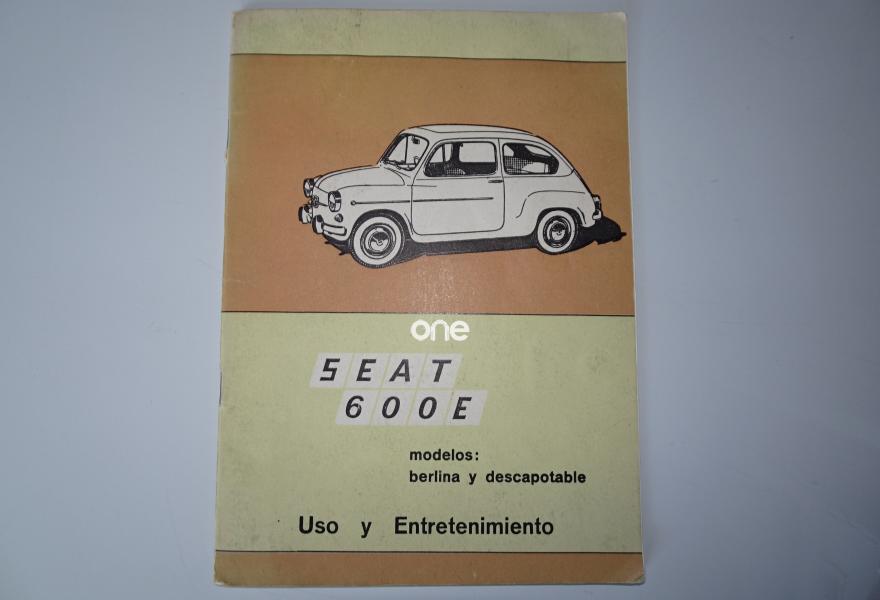 one
SEAT
600E
modelos:
berlina y descapotable
Uso y Entretenimiento